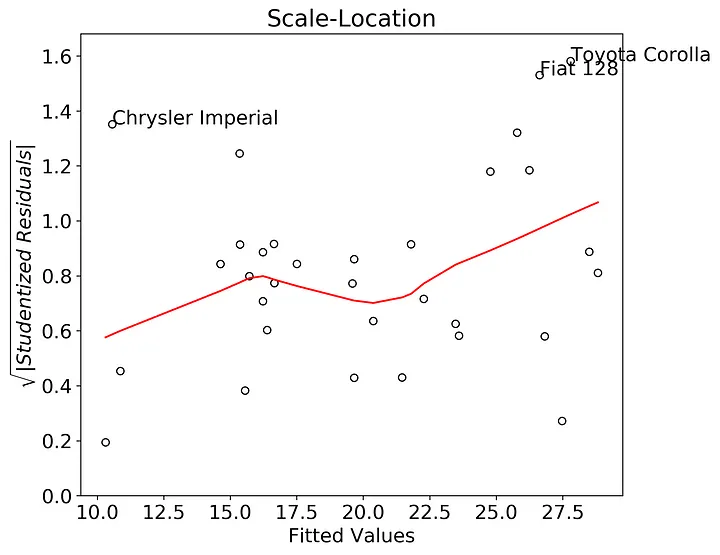 Scale-Location
Toyota Corolla
Fiat 128
Chrysler Imperial
√|Studentized Residuals|
1.6
1.4
1.2
1.0
0.8
0.6
0.4
0.2
0.0
10.0 12.5 15.0 17.5 20.0 22.5 25.0 27.5
Fitted Values